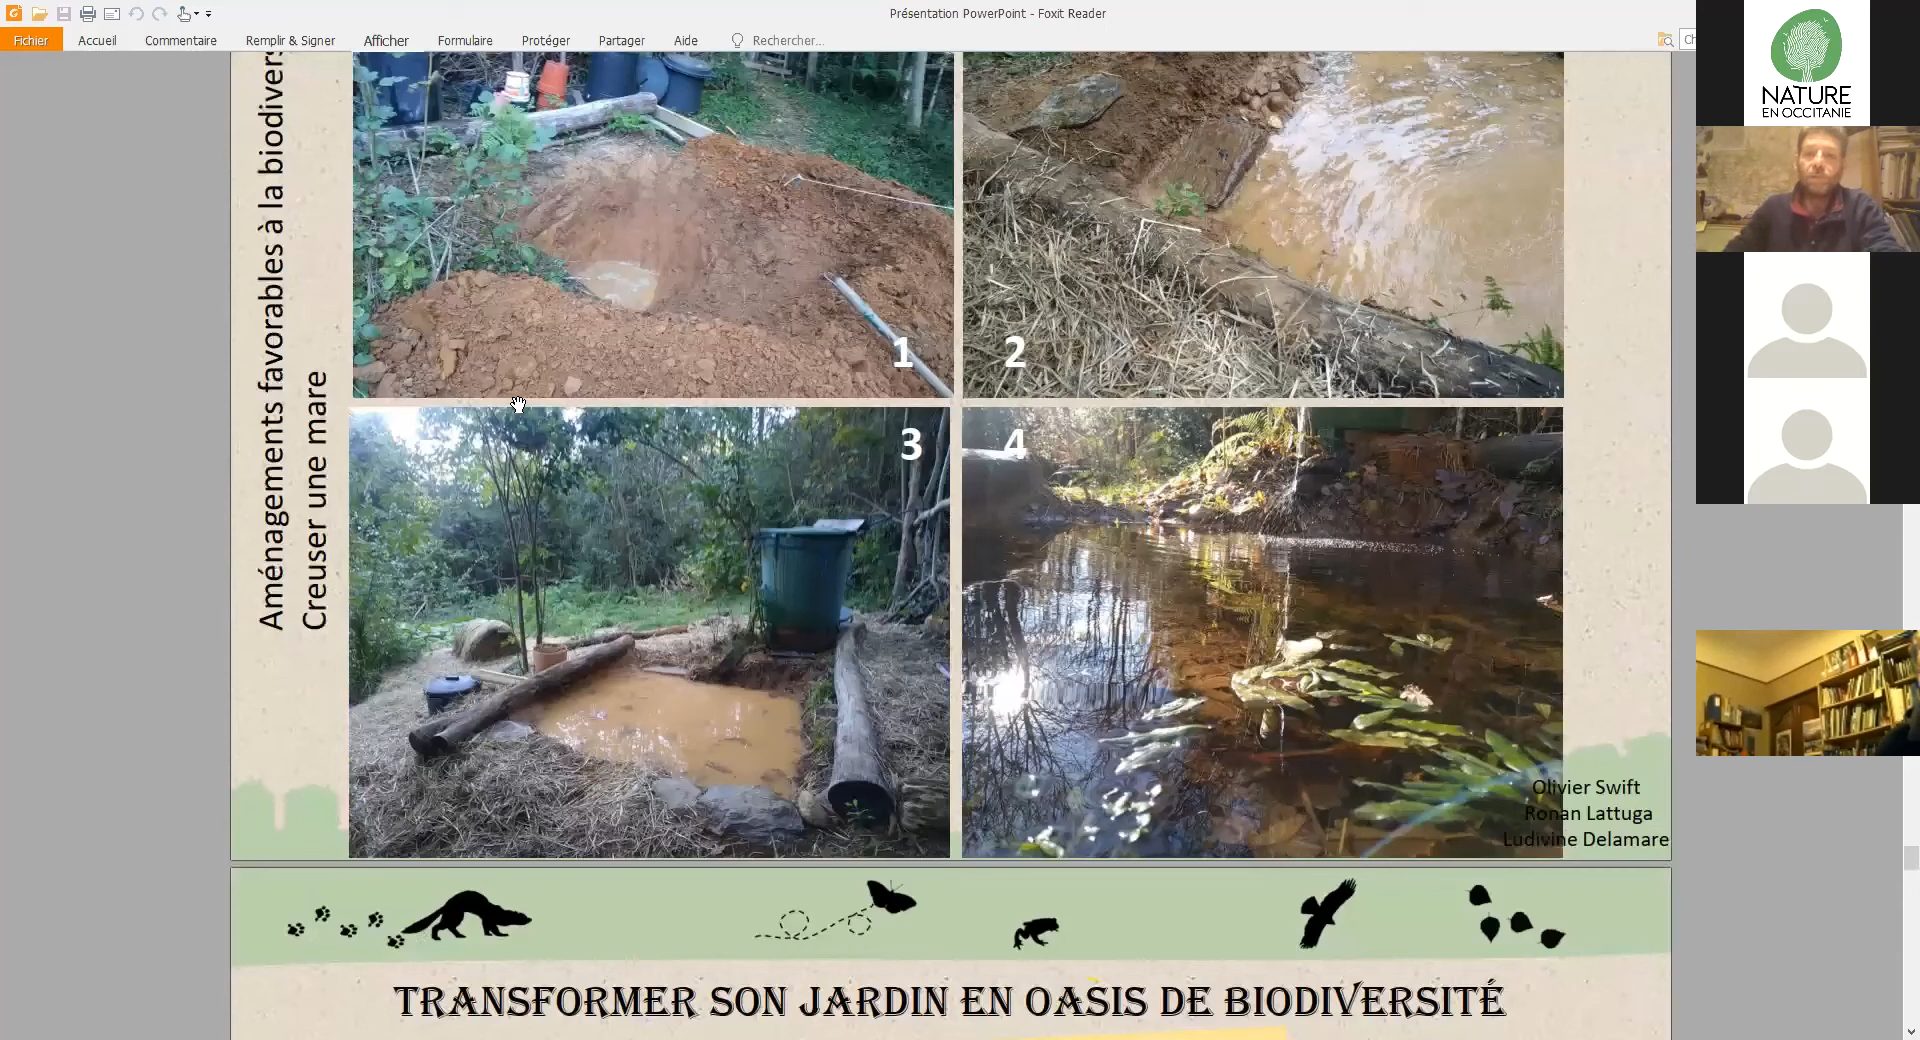 Présentation PowerPoint - Foxit Reader
Fichier Accueil Commentaire Remplir & Signer Afficher Formulaire Protéger Partager Aide Rechercher...
NATURE
EN OCCITANIE
Aménagements favorables à la
Creuser une mare
1
2
3
4
Olivier Swift
Ronan Lattuga
Ludivine Delamare
TRANSFORMER SON JARDIN EN OASIS DE BIODIVERSITÉ